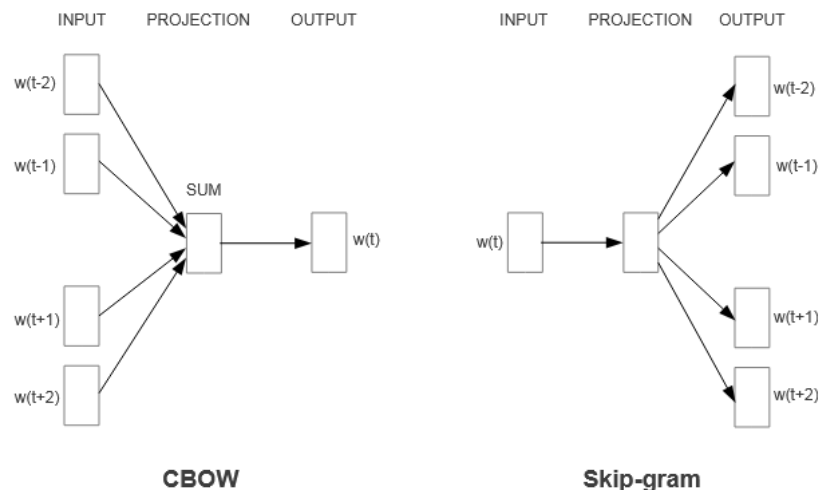 INPUT PROJECTION OUTPUT
w(t-2)
w(t-1)
SUM
w(t)
w(t+1)
w(t+2)
CBOW
INPUT PROJECTION OUTPUT
w(t-2)
w(t-1)
w(t)
w(t+1)
w(t+2)
Skip-gram